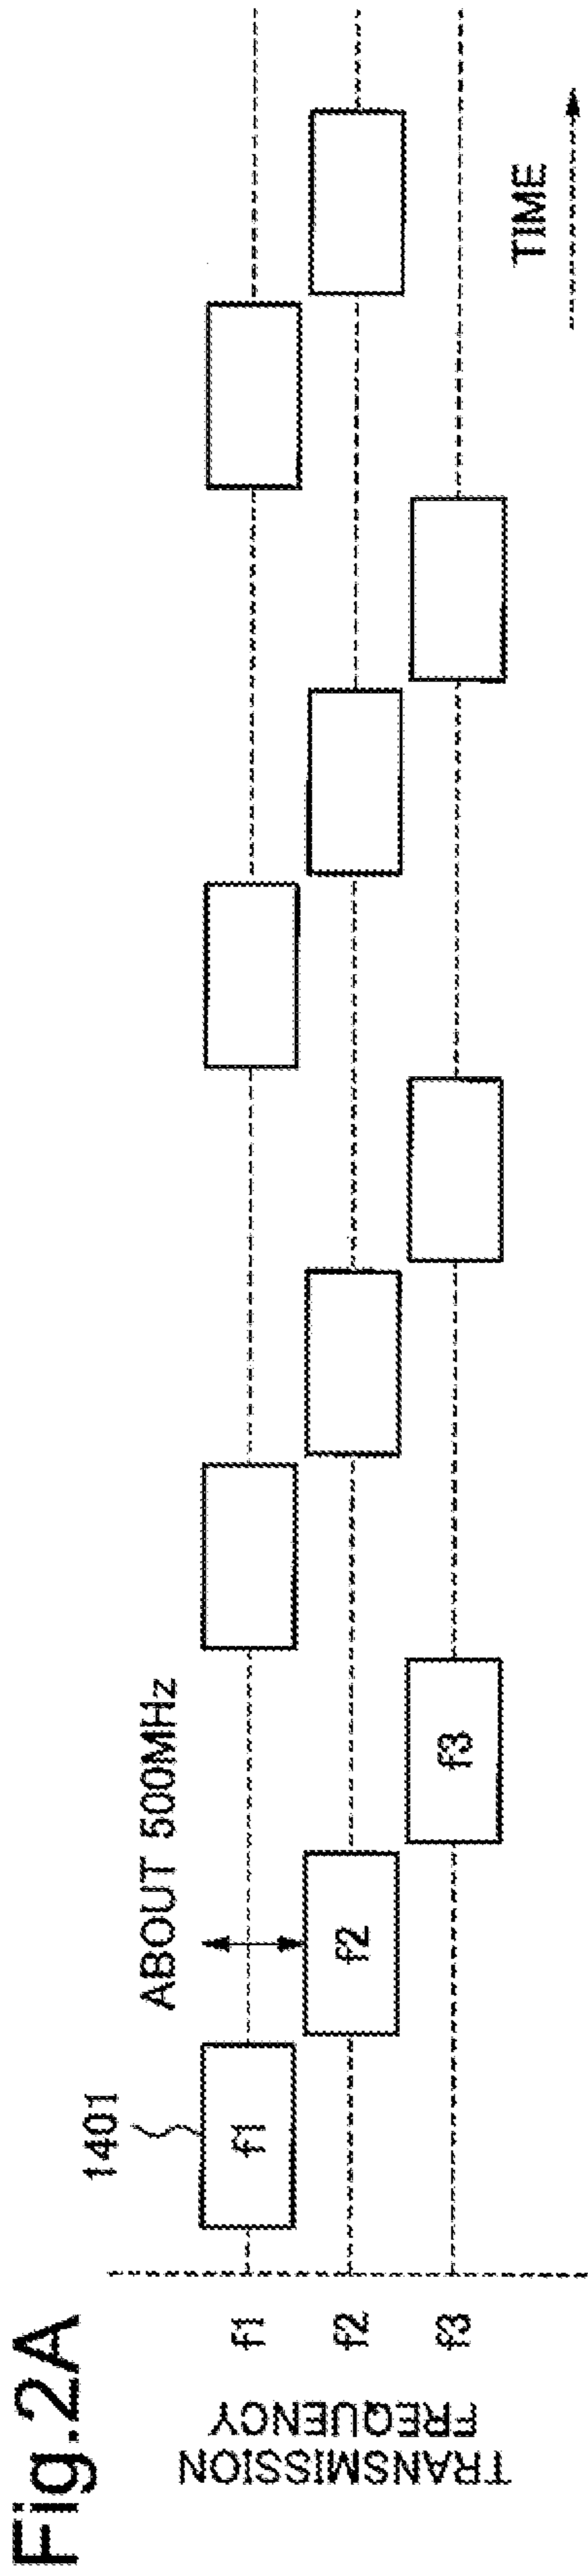 Fig.2A
1401
ABOUT 500MHz
TRANSMISSION
FREQUENCY
f1
f2
f3
f1
f2
f3
TIME